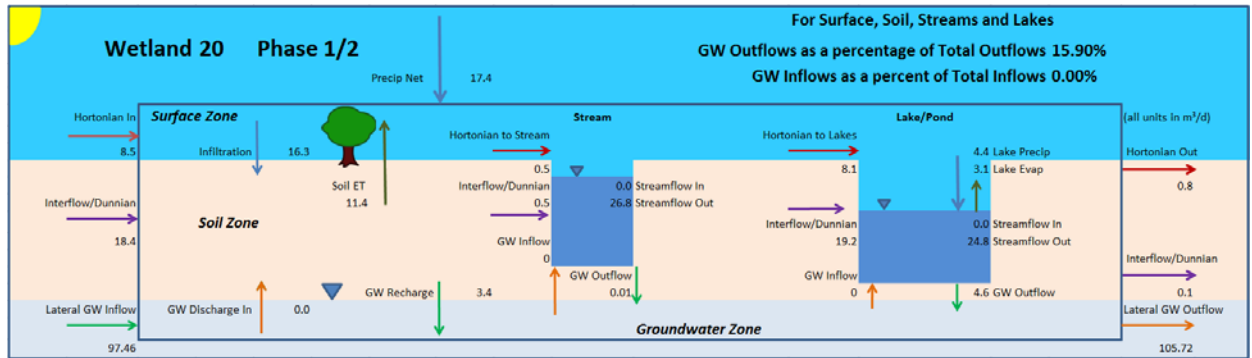 For Surface, Soil, Streams and Lakes
Wetland 20 Phase 1/2
GW Outflows as a percentage of Total Outflows 15.90%
GW Inflows as a percent of Total Inflows 0.00%
Precip Net 17.4
Hortonian In
Surface Zone
Stream
Lake/Pond
(all units in m³/d)
Hortonian to Stream
Hortonian to Lakes
8.5
Infiltration 16.3
4.4 Lake Precip
Hortonian Out
0.5
8.1
3.1 Lake Evap
Soil ET
Interflow/Dunnian
0.0 Streamflow In
0.8
Interflow/Dunnian
11.4
0.5
26.8 Streamflow Out
Soil Zone
Interflow/Dunnian
0.0 Streamflow In
18.4
GW Inflow
19.2
24.8 Streamflow Out
0
Interflow/Dunnian
GW Outflow
GW Inflow
GW Recharge 3.4
0.01
0
4.6 GW Outflow
0.1
Lateral GW Inflow
GW Discharge In 0.0
Lateral GW Outflow
Groundwater Zone
97.46
105.72